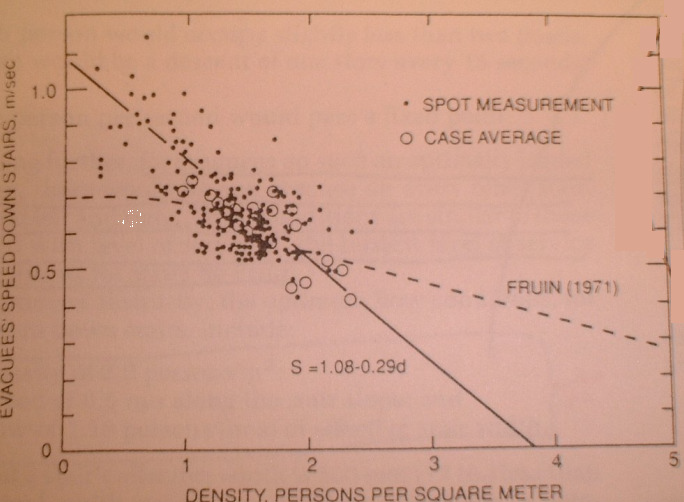 EVACUEES' SPEED DOWN STAIRS, m/sec
1.0
0.5
0
• SPOT MEASUREMENT
○ CASE AVERAGE
FRUIN (1971)
S =1.08-0.29d
0 1 2 3 4 5
DENSITY, PERSONS PER SQUARE METER